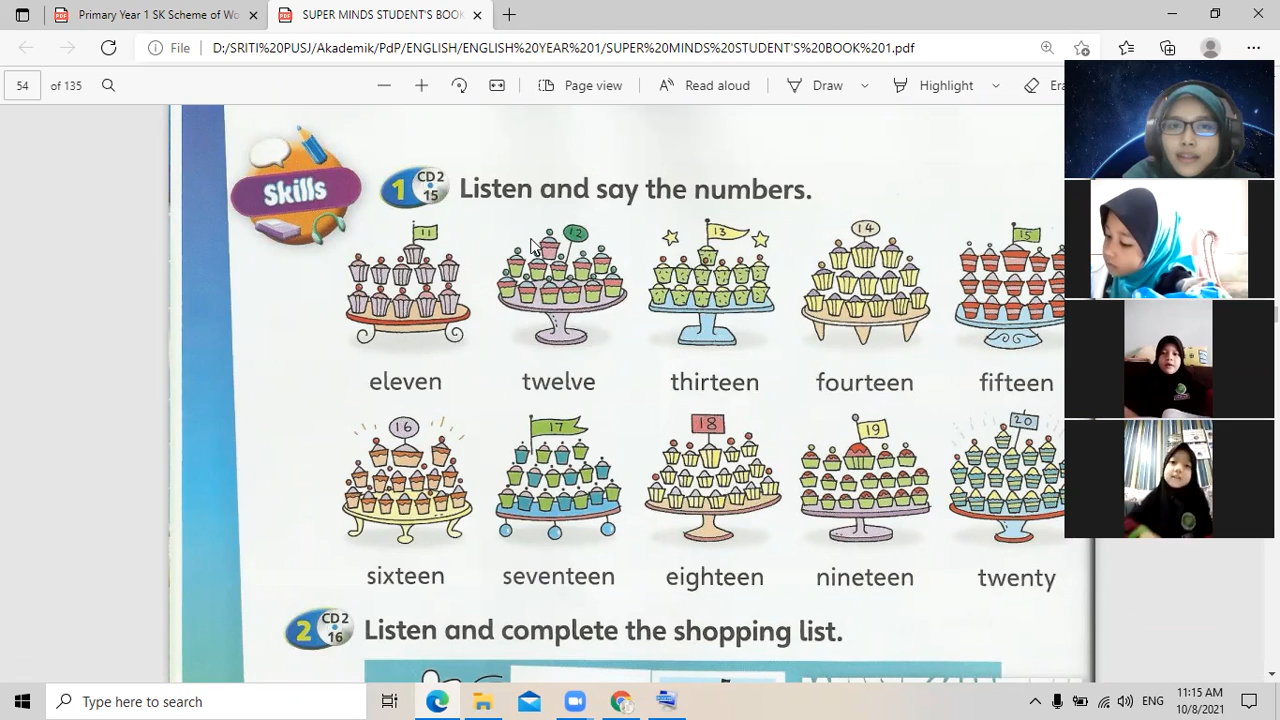 Primary Year 1 SK Scheme of Wo
SUPER MINDS STUDENT'S BOOK
File
D:/SRITI%20PUSJ/Akademik/PdP/ENGLISH/ENGLISH%20YEAR%201/SUPER%20MINDS%20STUDENT'S%20BOOK%201.pdf
54 of 135
Page view
Read aloud
Draw
Highlight
Era
Skills
1 CD2 15 Listen and say the numbers.
11 12 13 14 15
eleven twelve thirteen fourteen fifteen
16 17 18 19 20
sixteen seventeen eighteen nineteen twenty
2 CD2 16 Listen and complete the shopping list.
Type here to search
ENG
11:15 AM
10/8/2021